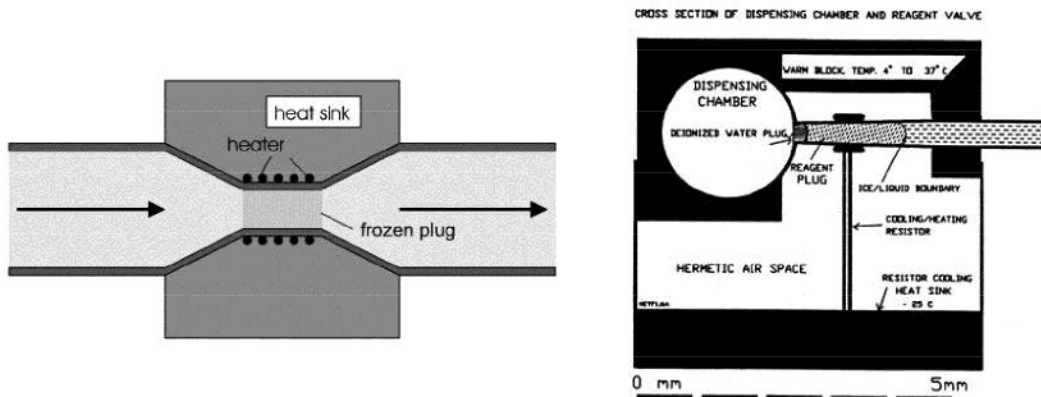 heat sink
heater
frozen plug
CROSS SECTION OF DISPENSING CHAMBER AND REAGENT VALVE
WARM BLOCK, TEMP. 4° TO 37°C
DISPENSING
CHAMBER
DEIONIZED WATER PLUG
REAGENT
PLUG
ICE/LIQUID BOUNDARY
COOLING/HEATING
RESISTOR
HERMETIC AIR SPACE
RESISTOR COOLING
HEAT SINK
- 25 C
0 mm
5mm